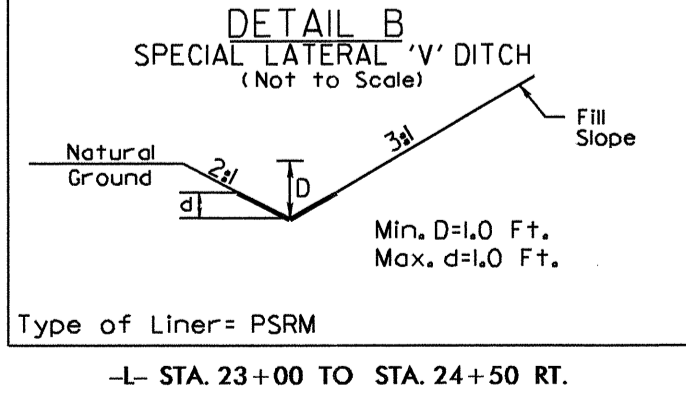 DETAIL B
SPECIAL LATERAL 'V' DITCH
(Not to Scale)
Natural
Ground
2:1
3:1
Fill
Slope
D
d
Min. D=1.0 Ft.
Max. d=1.0 Ft.
Type of Liner= PSRM
-L- STA. 23+00 TO STA. 24+50 RT.